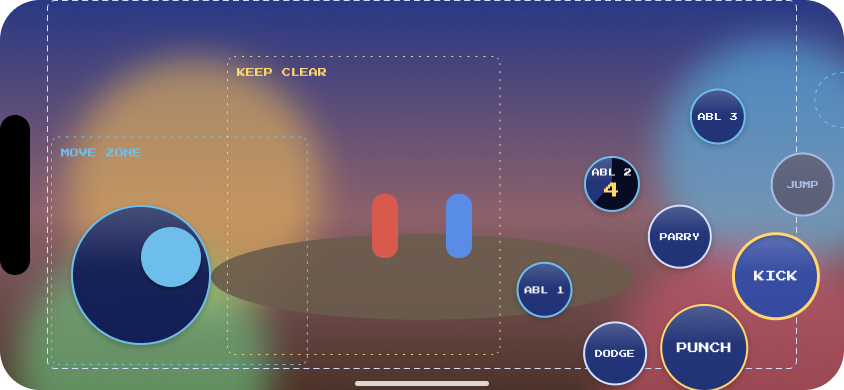 KEEP CLEAR
MOVE ZONE
ABL 3
ABL 2
4
JUMP
PARRY
KICK
ABL 1
PUNCH
DODGE